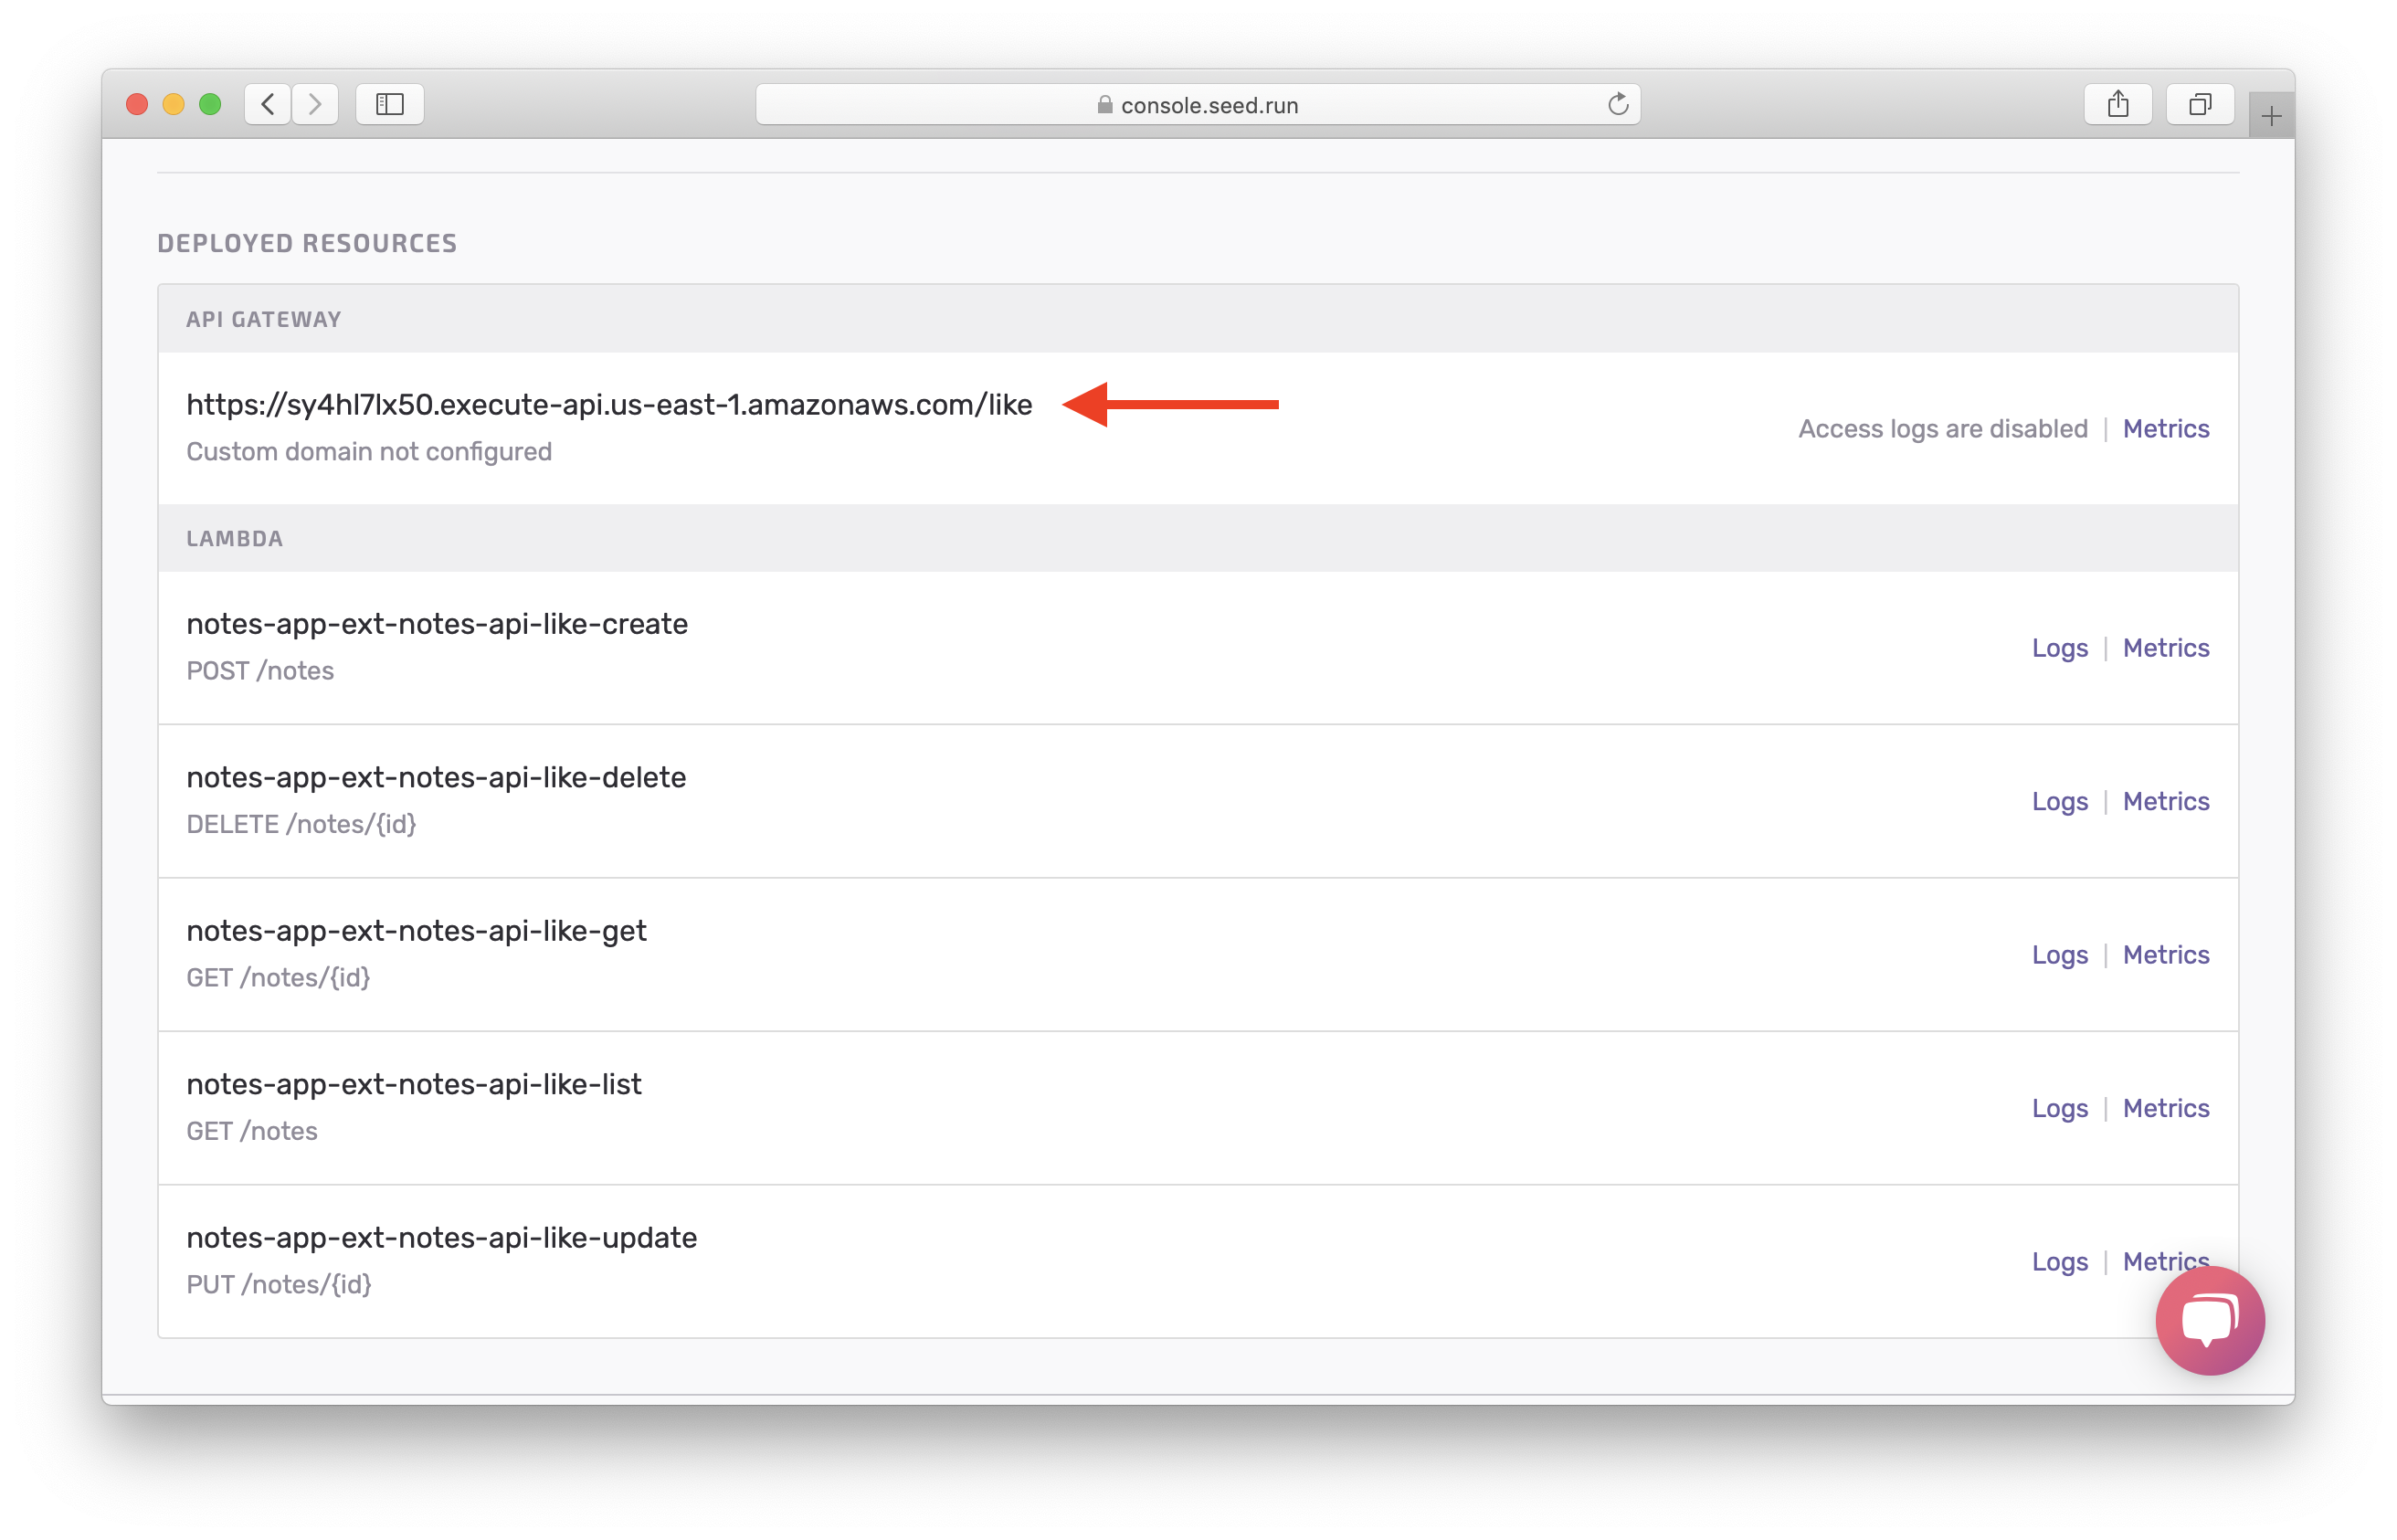 console.seed.run
DEPLOYED RESOURCES
API GATEWAY
https://sy4hl7lx50.execute-api.us-east-1.amazonaws.com/like
Custom domain not configured
Access logs are disabled | Metrics
LAMBDA
notes-app-ext-notes-api-like-create
POST /notes
Logs | Metrics
notes-app-ext-notes-api-like-delete
DELETE /notes/{id}
Logs | Metrics
notes-app-ext-notes-api-like-get
GET /notes/{id}
Logs | Metrics
notes-app-ext-notes-api-like-list
GET /notes
Logs | Metrics
notes-app-ext-notes-api-like-update
PUT /notes/{id}
Logs | Metrics